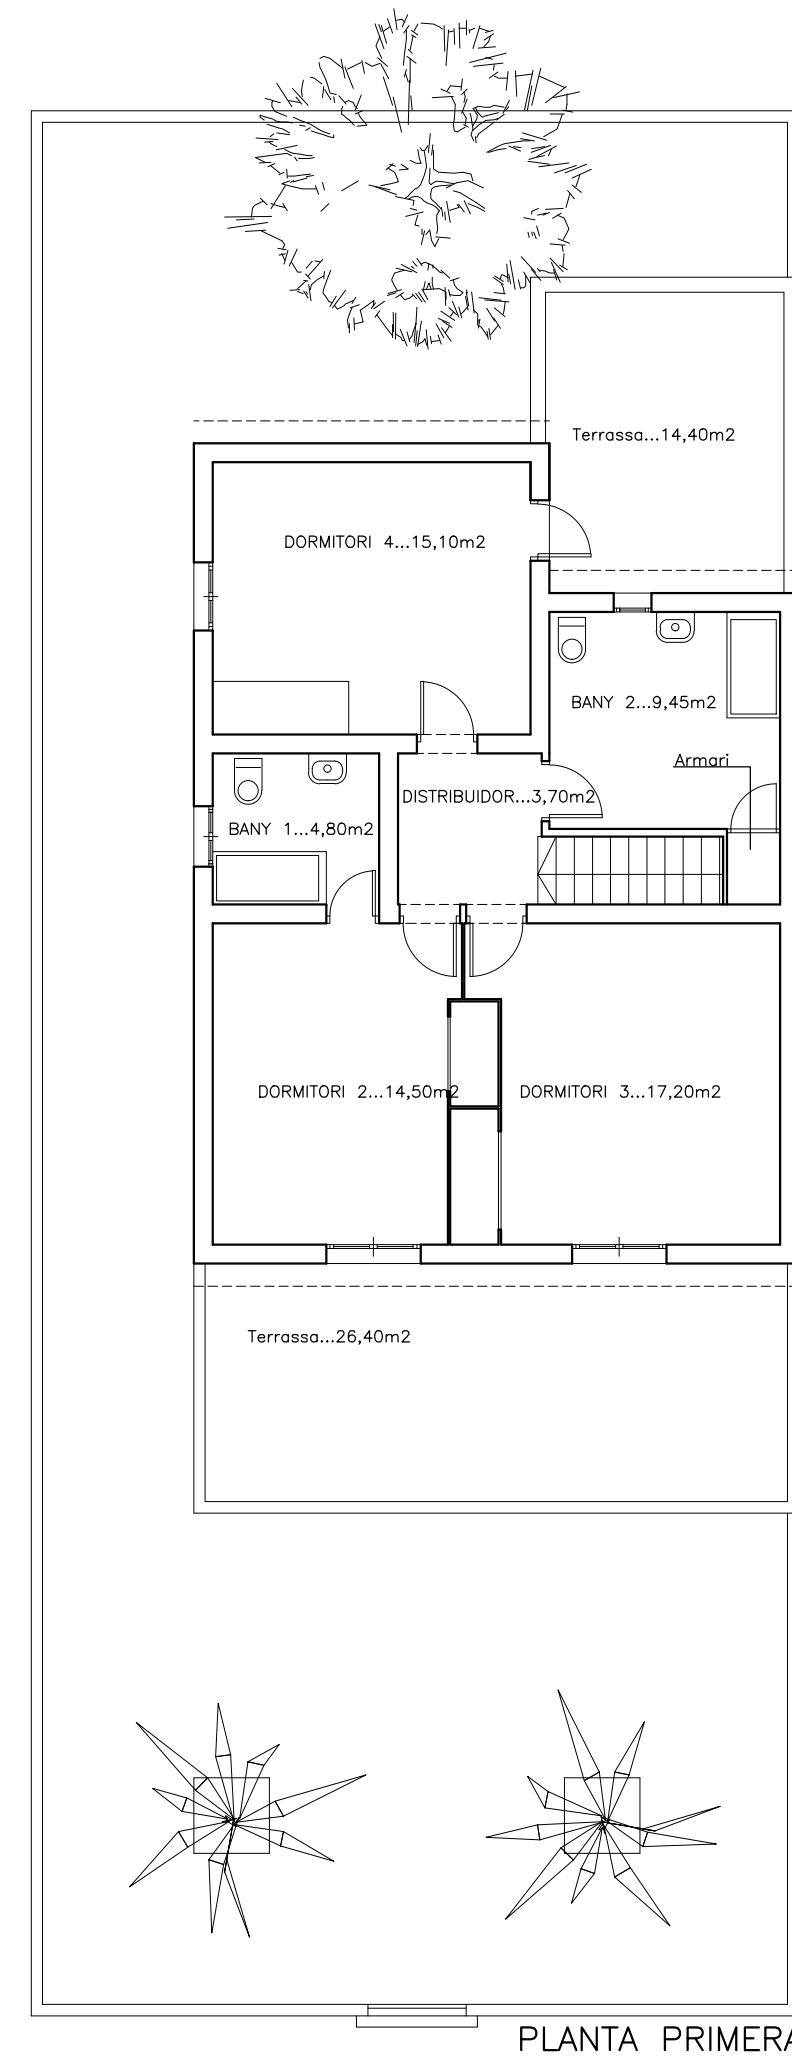 Terrassa...14,40m2
DORMITORI 4...15,10m2
BANY 2...9,45m2
Armari
DISTRIBUIDOR...3,70m2
BANY 1...4,80m2
DORMITORI 2...14,50m2
DORMITORI 3...17,20m2
Terrassa...26,40m2
PLANTA PRIMERA